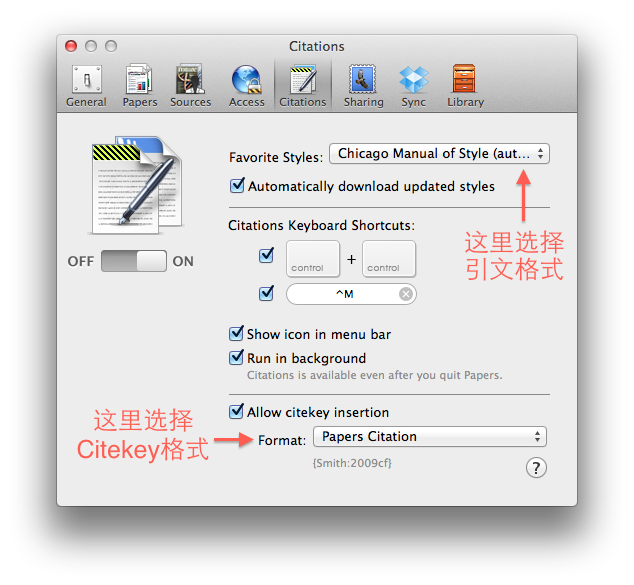 Citations
General Papers Sources Access Citations Sharing Sync Library
Favorite Styles: Chicago Manual of Style (aut...
Automatically download updated styles
Citations Keyboard Shortcuts:
这里选择
引文格式
control + control
OFF ON
^M
Show icon in menu bar
Run in background
Citations is available even after you quit Papers.
Allow citekey insertion
这里选择
Citekey格式
Format: Papers Citation
{Smith:2009cf}
?